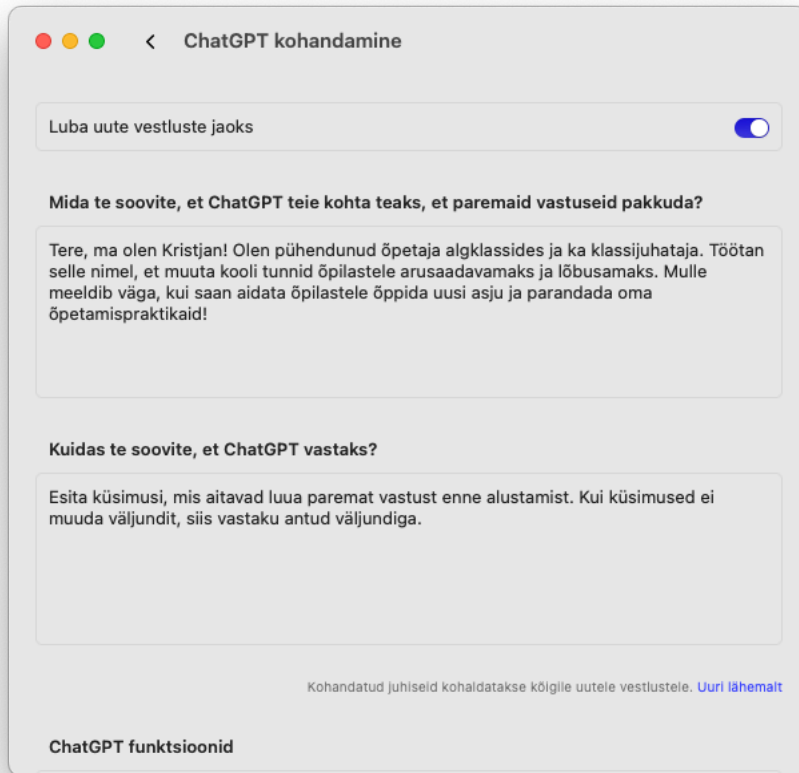 ChatGPT kohandamine
Luba uute vestluste jaoks
Mida te soovite, et ChatGPT teie kohta teaks, et paremaid vastuseid pakkuda?
Tere, ma olen Kristjan! Olen pühendunud õpetaja algklassides ja ka klassijuhataja. Töötan
selle nimel, et muuta kooli tunnid õpilastele arusaadavamaks ja lõbusamaks. Mulle
meeldib väga, kui saan aidata õpilastele õppida uusi asju ja parandada oma
õpetamispraktikaid!
Kuidas te soovite, et ChatGPT vastaks?
Esita küsimusi, mis aitavad luua paremat vastust enne alustamist. Kui küsimused ei
muuda väljundit, siis vastaku antud väljundiga.
Kohandatud juhiseid kohaldatakse kõigile uutele vestlustele. Uuri lähemalt
ChatGPT funktsioonid